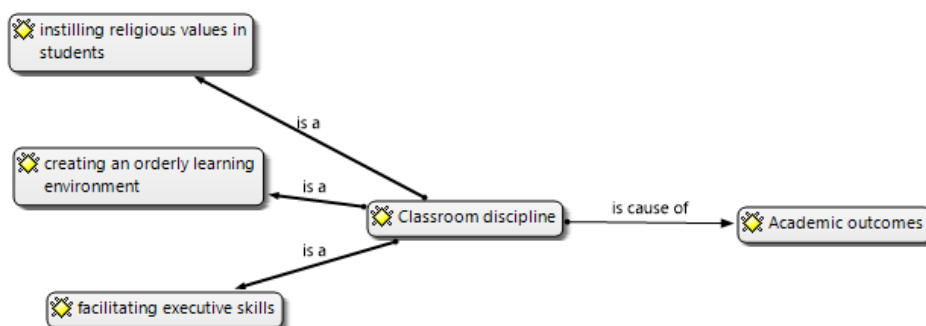 instilling religious values in
students
is a
creating an orderly learning
environment
is a
Classroom discipline
is cause of
Academic outcomes
is a
facilitating executive skills